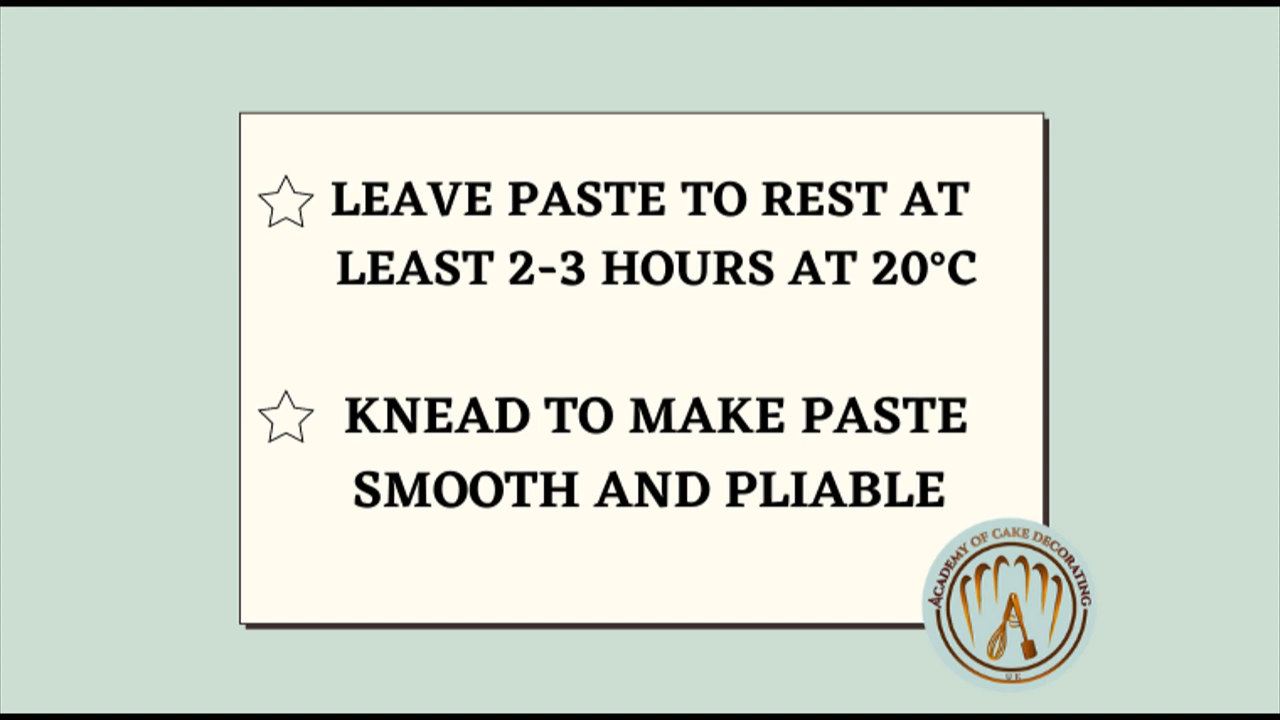 LEAVE PASTE TO REST AT
LEAST 2-3 HOURS AT 20°C
KNEAD TO MAKE PASTE
SMOOTH AND PLIABLE
ACADEMY OF CAKE DECORATING
UK